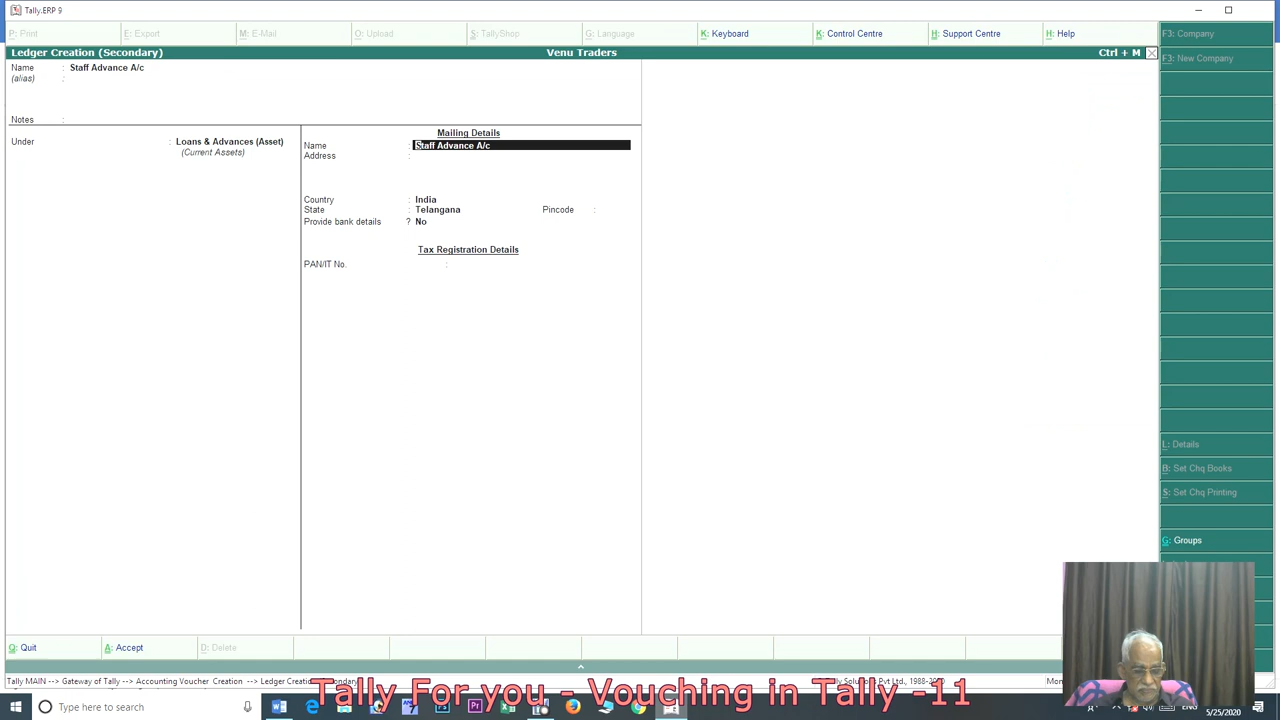 Tally.ERP 9
P: Print E: Export M: E-Mail O: Upload S: TallyShop G: Language K: Keyboard K: Control Centre H: Support Centre H: Help F3: Company
Ledger Creation (Secondary) Venu Traders Ctrl + M
F3: New Company
Name : Staff Advance A/c
(alias) :
Notes :
Under : Loans & Advances (Asset)
(Current Assets)
Mailing Details
Name : Staff Advance A/c
Address :
Country : India
State : Telangana Pincode :
Provide bank details ? No
Tax Registration Details
PAN/IT No. :
L: Details
B: Set Chq Books
S: Set Chq Printing
G: Groups
Q: Quit A: Accept D: Delete
Tally MAIN --> Gateway of Tally --> Accounting Voucher Creation --> Ledger Creation
Pvt Ltd., 1988-
Tally For you - Vouching in Tally -11
Type here to search
ENG
5/25/2020